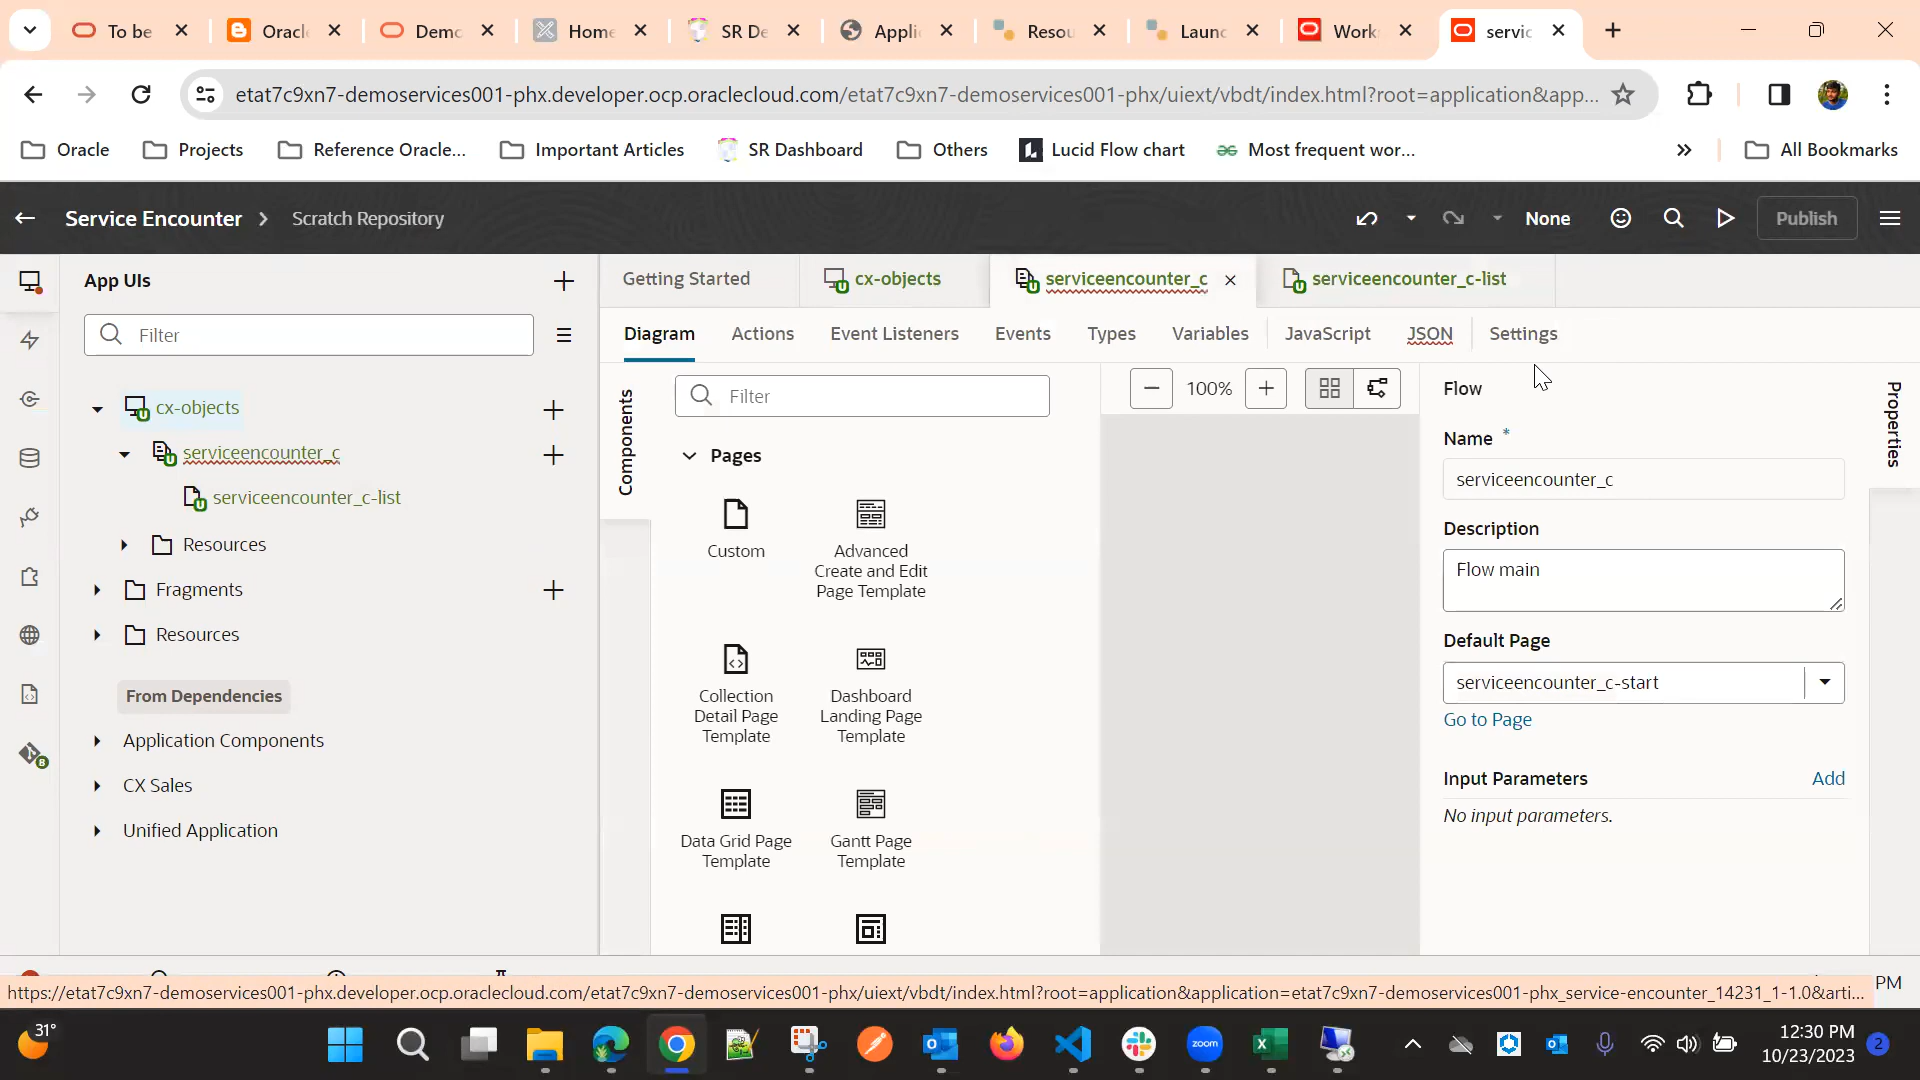 To be
Oracl
Demo
Home
SR De
Appli
Resou
Launc
Work
servic
etat7c9xn7-demoservices001-phx.developer.ocp.oraclecloud.com/etat7c9xn7-demoservices001-phx/uiext/vbdt/index.html?root=application&app...
Oracle
Projects
Reference Oracle...
Important Articles
SR Dashboard
Others
Lucid Flow chart
Most frequent wor...
All Bookmarks
Service Encounter
Scratch Repository
None
Publish
App UIs
Getting Started
cx-objects
serviceencounter_c
serviceencounter_c-list
Filter
Diagram
Actions
Event Listeners
Events
Types
Variables
JavaScript
JSON
Settings
cx-objects
serviceencounter_c
serviceencounter_c-list
Resources
Fragments
Resources
From Dependencies
Application Components
CX Sales
Unified Application
Components
Filter
Pages
Custom
Advanced
Create and Edit
Page Template
Collection
Detail Page
Template
Dashboard
Landing Page
Template
Data Grid Page
Template
Gantt Page
Template
100%
Flow
Name *
serviceencounter_c
Description
Flow main
Default Page
serviceencounter_c-start
Go to Page
Input Parameters
Add
No input parameters.
Properties
PM
https://etat7c9xn7-demoservices001-phx.developer.ocp.oraclecloud.com/etat7c9xn7-demoservices001-phx/uiext/vbdt/index.html?root=application&application=etat7c9xn7-demoservices001-phx_service-encounter_14231_1-1.0&arti...
31°
zoom
12:30 PM
10/23/2023
2